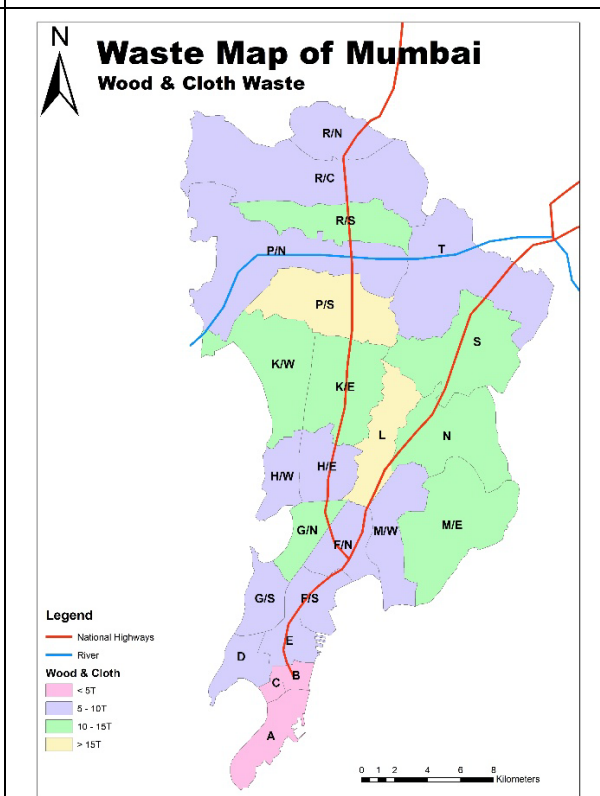 N
Waste Map of Mumbai
Wood & Cloth Waste
R/N
R/C
R/S
P/N
T
P/S
S
K/W
K/E
L
N
H/W
H/E
G/N
F/N
M/W
M/E
G/S
F/S
E
D
C
B
A
Legend
National Highways
River
Wood & Cloth
< 5T
5 - 10T
10 - 15T
> 15T
0 1 2 4 6 8
Kilometers